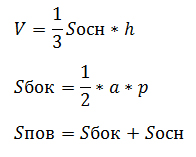 V = 1/3 Sосн * h
Sбок = 1/2 * a * p
Sпов = Sбок + Sосн